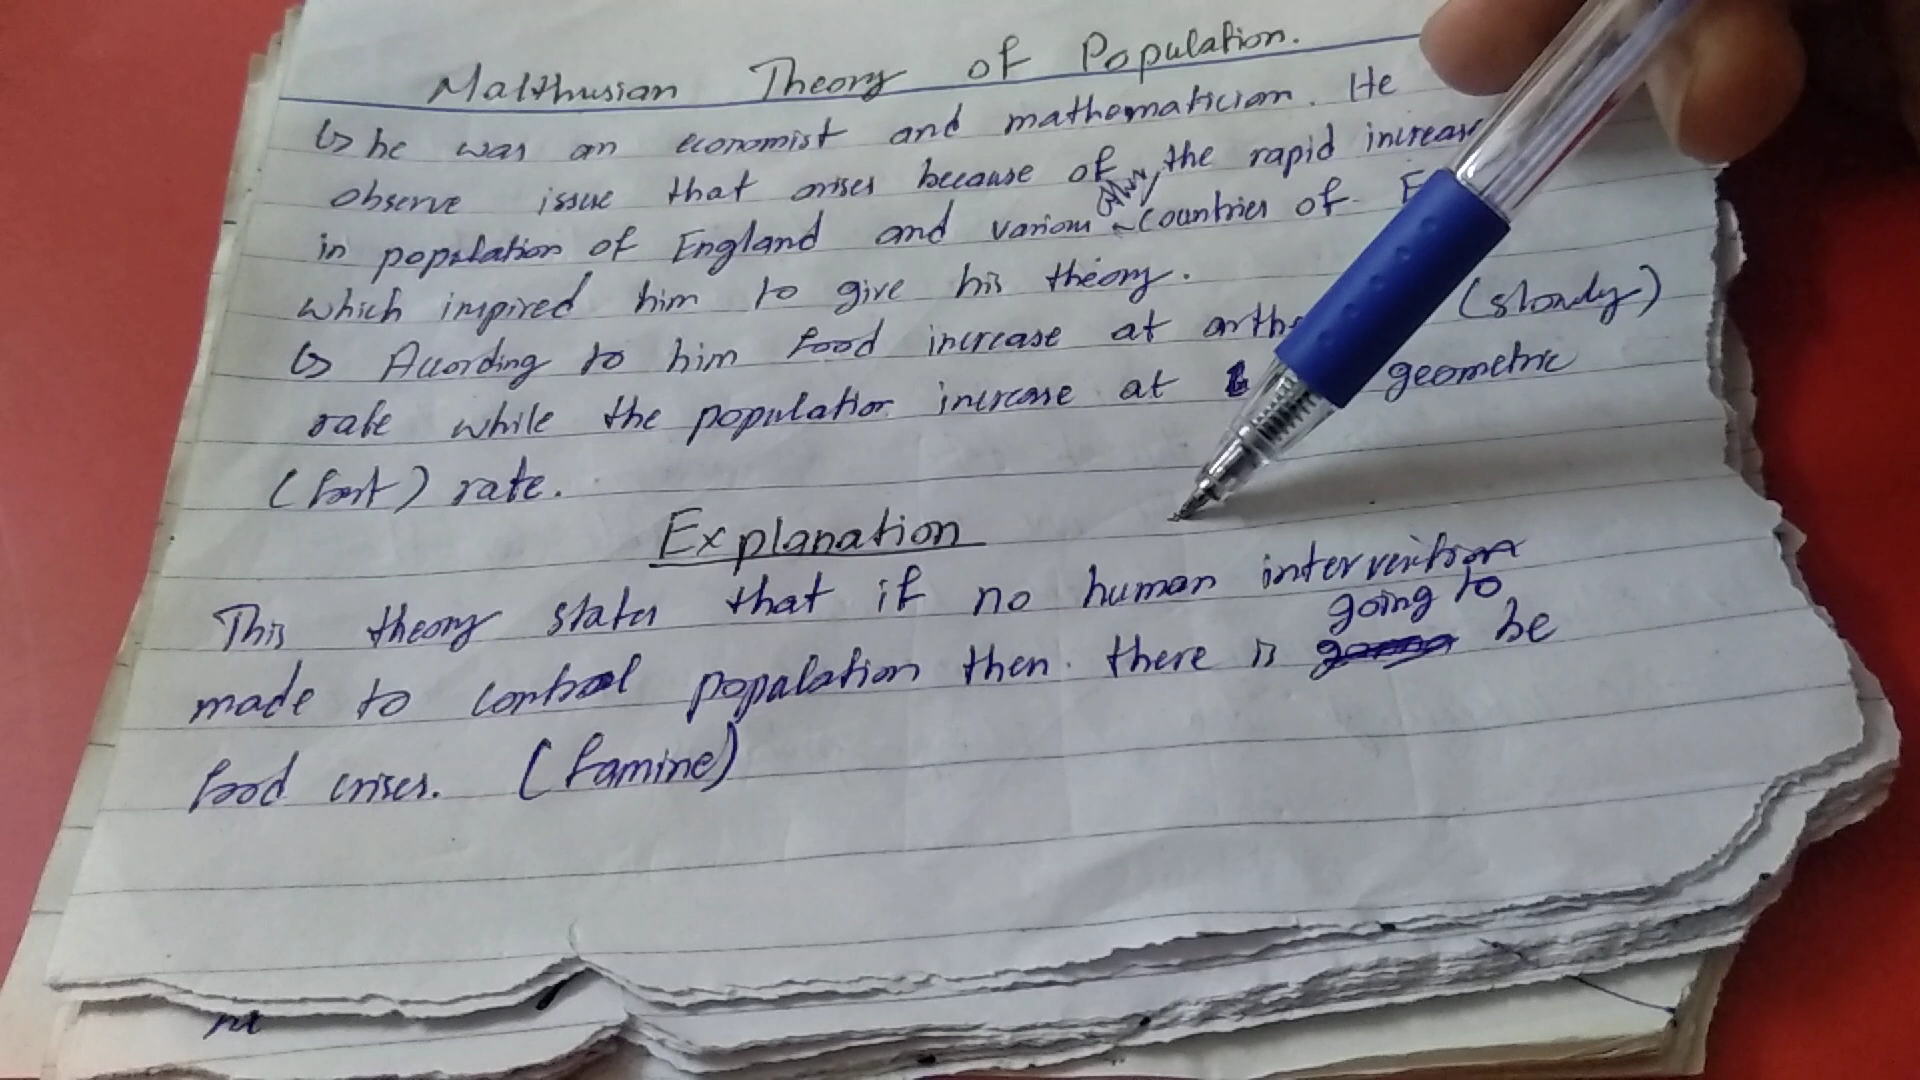 Malthusian Theory of Population.
↳ he was an economist and mathematician. He
observe issue that arises because of the rapid increase
in population of England and various countries of
which inspired him to give his theory.
↳ According to him food increase at (slowly)
rate while the population increase at geometric
(fast) rate.
Explanation
This theory states that if no human intervention
going to
made to control population then there is be
food crises. (famine)